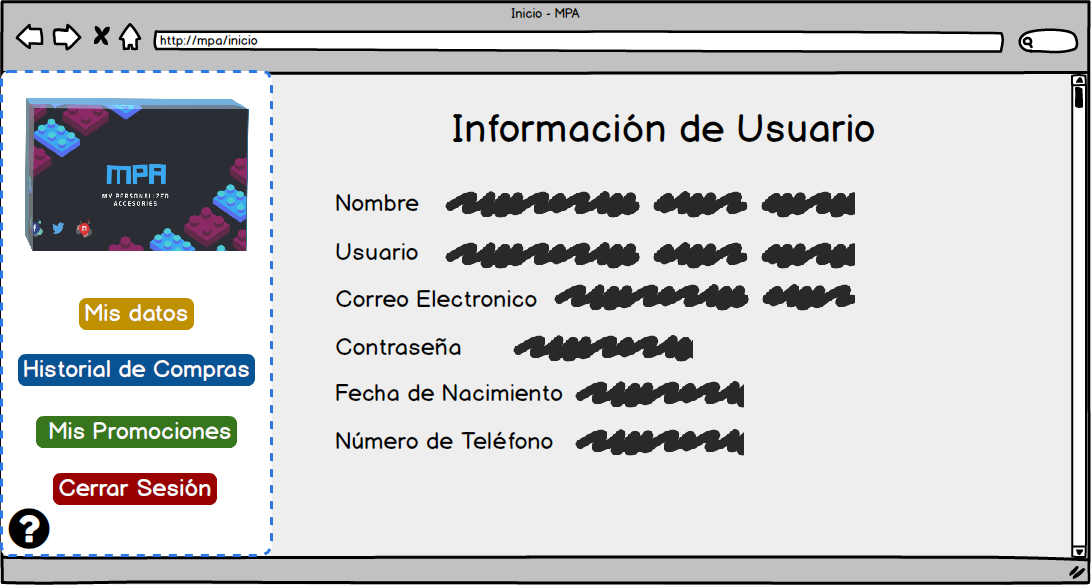 Inicio - MPA
http://mpa/inicio
MPA
MY PERSONALIZED
ACCESORIES
Mis datos
Historial de Compras
Mis Promociones
Cerrar Sesión
?
Información de Usuario
Nombre
Usuario
Correo Electronico
Contraseña
Fecha de Nacimiento
Número de Teléfono